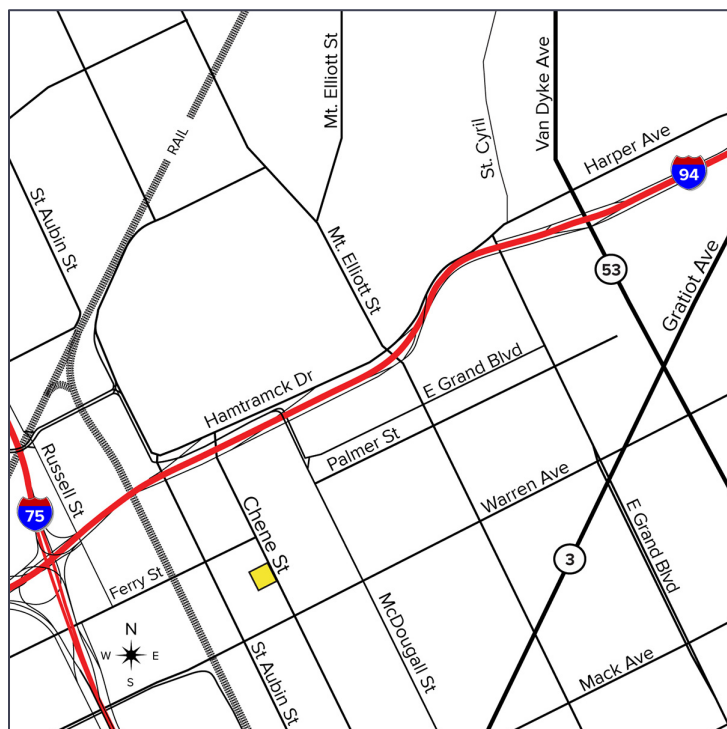 Mt. Elliott St
Van Dyke Ave
St. Cyril
RAIL
Harper Ave
94
St Aubin St
Mt. Elliott St
53
Gratiot Ave
E Grand Blvd
Hamtramck Dr
Palmer St
Russell St
Warren Ave
75
Chene St
E Grand Blvd
3
Ferry St
McDougall St
N
W E
S
St Aubin St
Mack Ave